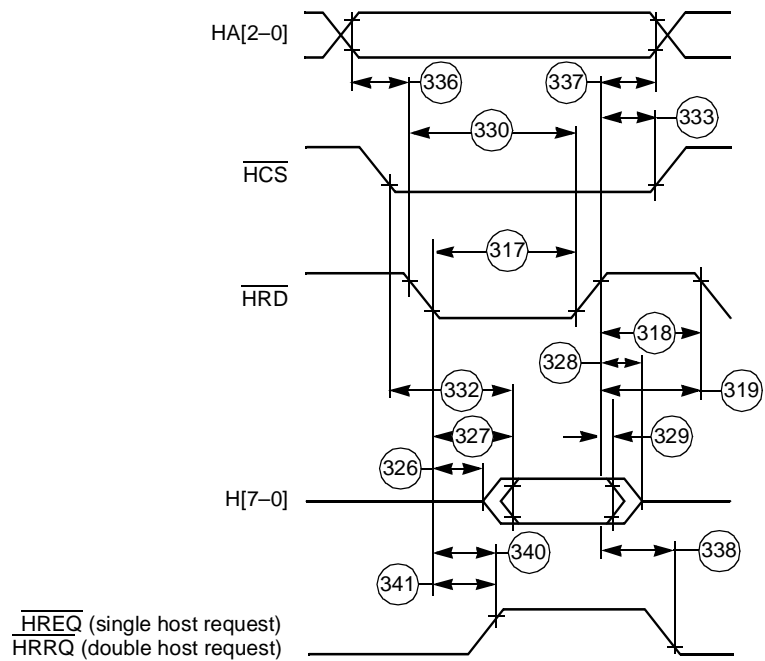 HA[2–0]
336
337
333
330
HCS
317
HRD
318
328
332
319
327
329
326
H[7–0]
340
338
341
HREQ (single host request)
HRRQ (double host request)